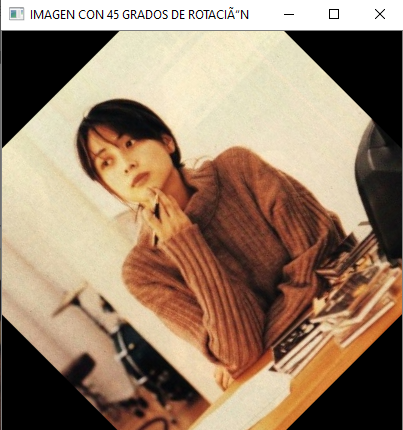 IMAGEN CON 45 GRADOS DE ROTACIÃ“N